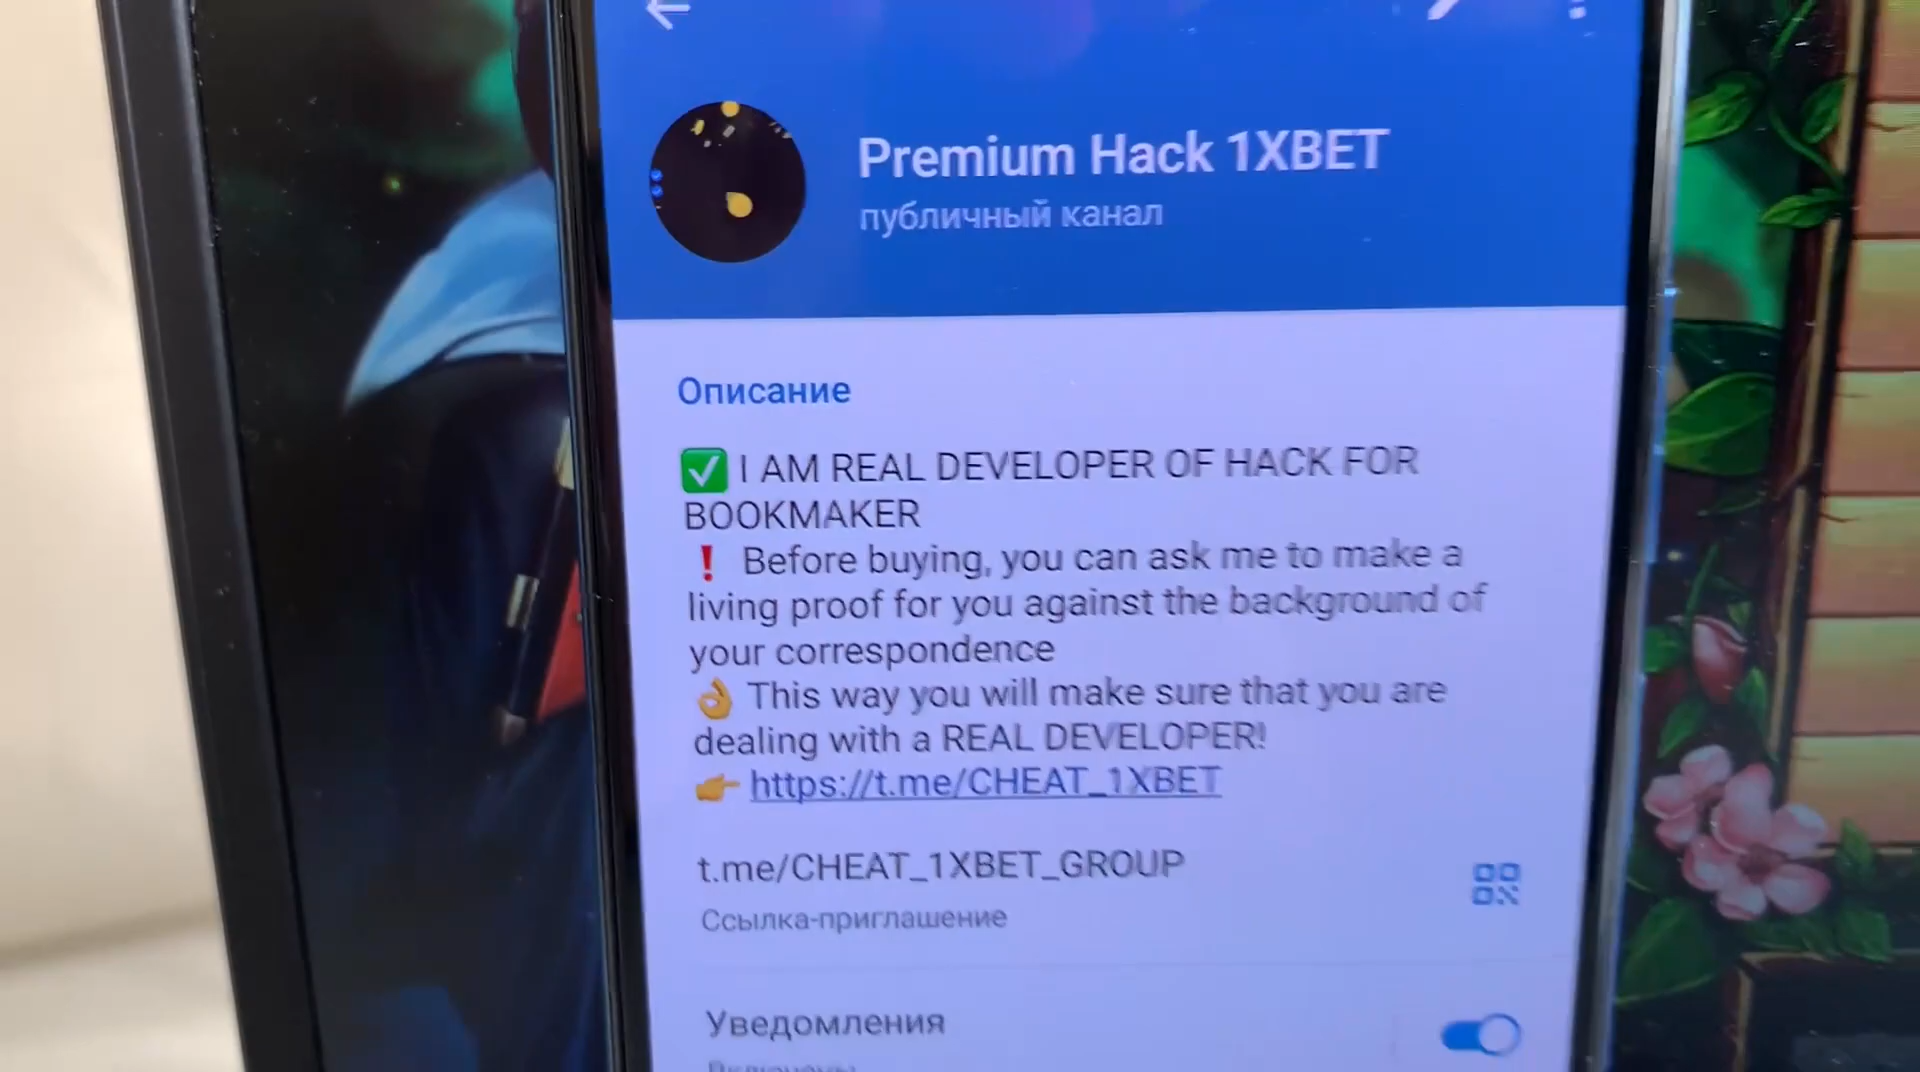 Premium Hack 1XBET
публичный канал
Описание
✅ I AM REAL DEVELOPER OF HACK FOR
BOOKMAKER
❗ Before buying, you can ask me to make a
living proof for you against the background of
your correspondence
👌 This way you will make sure that you are
dealing with a REAL DEVELOPER!
👉 https://t.me/CHEAT_1XBET
t.me/CHEAT_1XBET_GROUP
Ссылка-приглашение
Уведомления